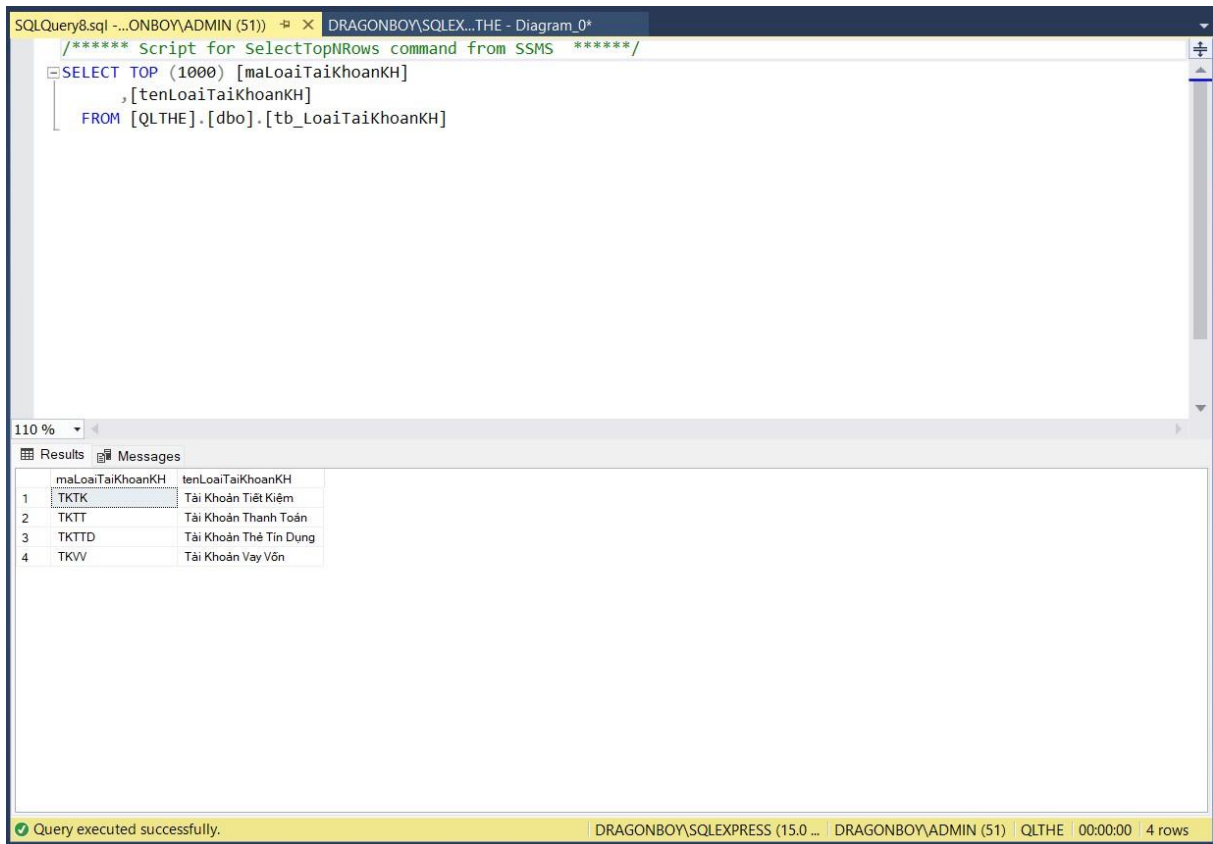 SQLQuery8.sql -...ONBOY\ADMIN (51)) DRAGONBOY\SQLEX...THE - Diagram_0*
/****** Script for SelectTopNRows command from SSMS ******/
SELECT TOP (1000) [maLoaiTaiKhoanKH]
,[tenLoaiTaiKhoanKH]
FROM [QLTHE].[dbo].[tb_LoaiTaiKhoanKH]
110 %
Results Messages
maLoaiTaiKhoanKH tenLoaiTaiKhoanKH
1 TKTK Tài Khoản Tiết Kiệm
2 TKTT Tài Khoản Thanh Toán
3 TKTTD Tài Khoản Thẻ Tín Dụng
4 TKVV Tài Khoản Vay Vốn
Query executed successfully. DRAGONBOY\SQLEXPRESS (15.0 ... DRAGONBOY\ADMIN (51) QLTHE 00:00:00 4 rows